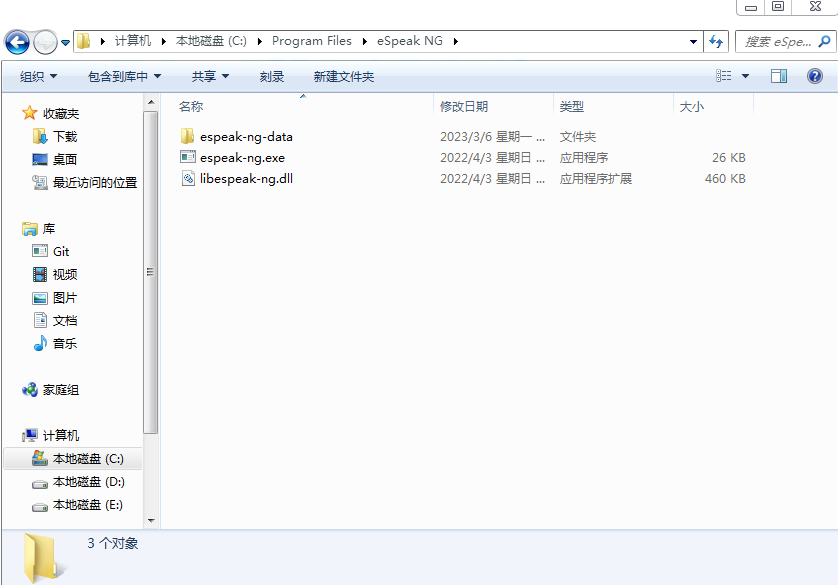 计算机 本地磁盘 (C:) Program Files eSpeak NG 搜索 eSpe...
组织 包含到库中 共享 刻录 新建文件夹
名称 修改日期 类型 大小
收藏夹
下载
桌面
最近访问的位置
库
Git
视频
图片
文档
音乐
家庭组
计算机
本地磁盘 (C:)
本地磁盘 (D:)
本地磁盘 (E:)
espeak-ng-data 2023/3/6 星期一 ... 文件夹
espeak-ng.exe 2022/4/3 星期日 ... 应用程序 26 KB
libespeak-ng.dll 2022/4/3 星期日 ... 应用程序扩展 460 KB
3 个对象